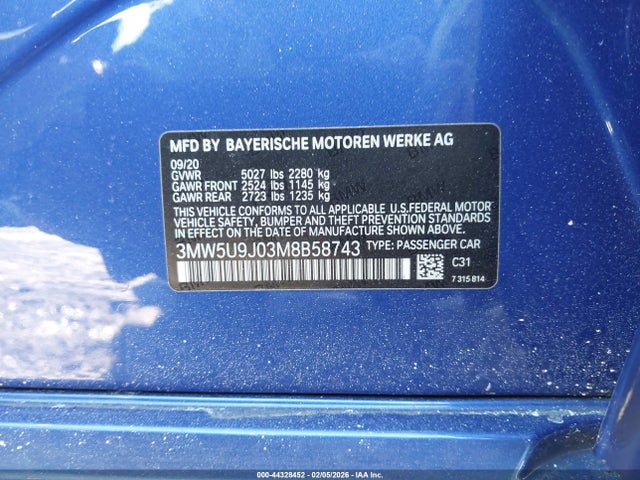 MFD BY BAYERISCHE MOTOREN WERKE AG
09/20
GVWR 5027 lbs 2280 kg
GAWR FRONT 2524 lbs 1145 kg
GAWR REAR 2723 lbs 1235 kg
THIS VEHICLE CONFORMS TO ALL APPLICABLE U.S.FEDERAL MOTOR
VEHICLE SAFETY, BUMPER, AND THEFT PREVENTION STANDARDS
IN EFFECT ON THE DATE OF MANUFACTURE SHOWN ABOVE.
3MW5U9J03M8B58743 TYPE: PASSENGER CAR
C31
7 315 814
000-44328452 - 02/05/2026 - IAAI, Inc.